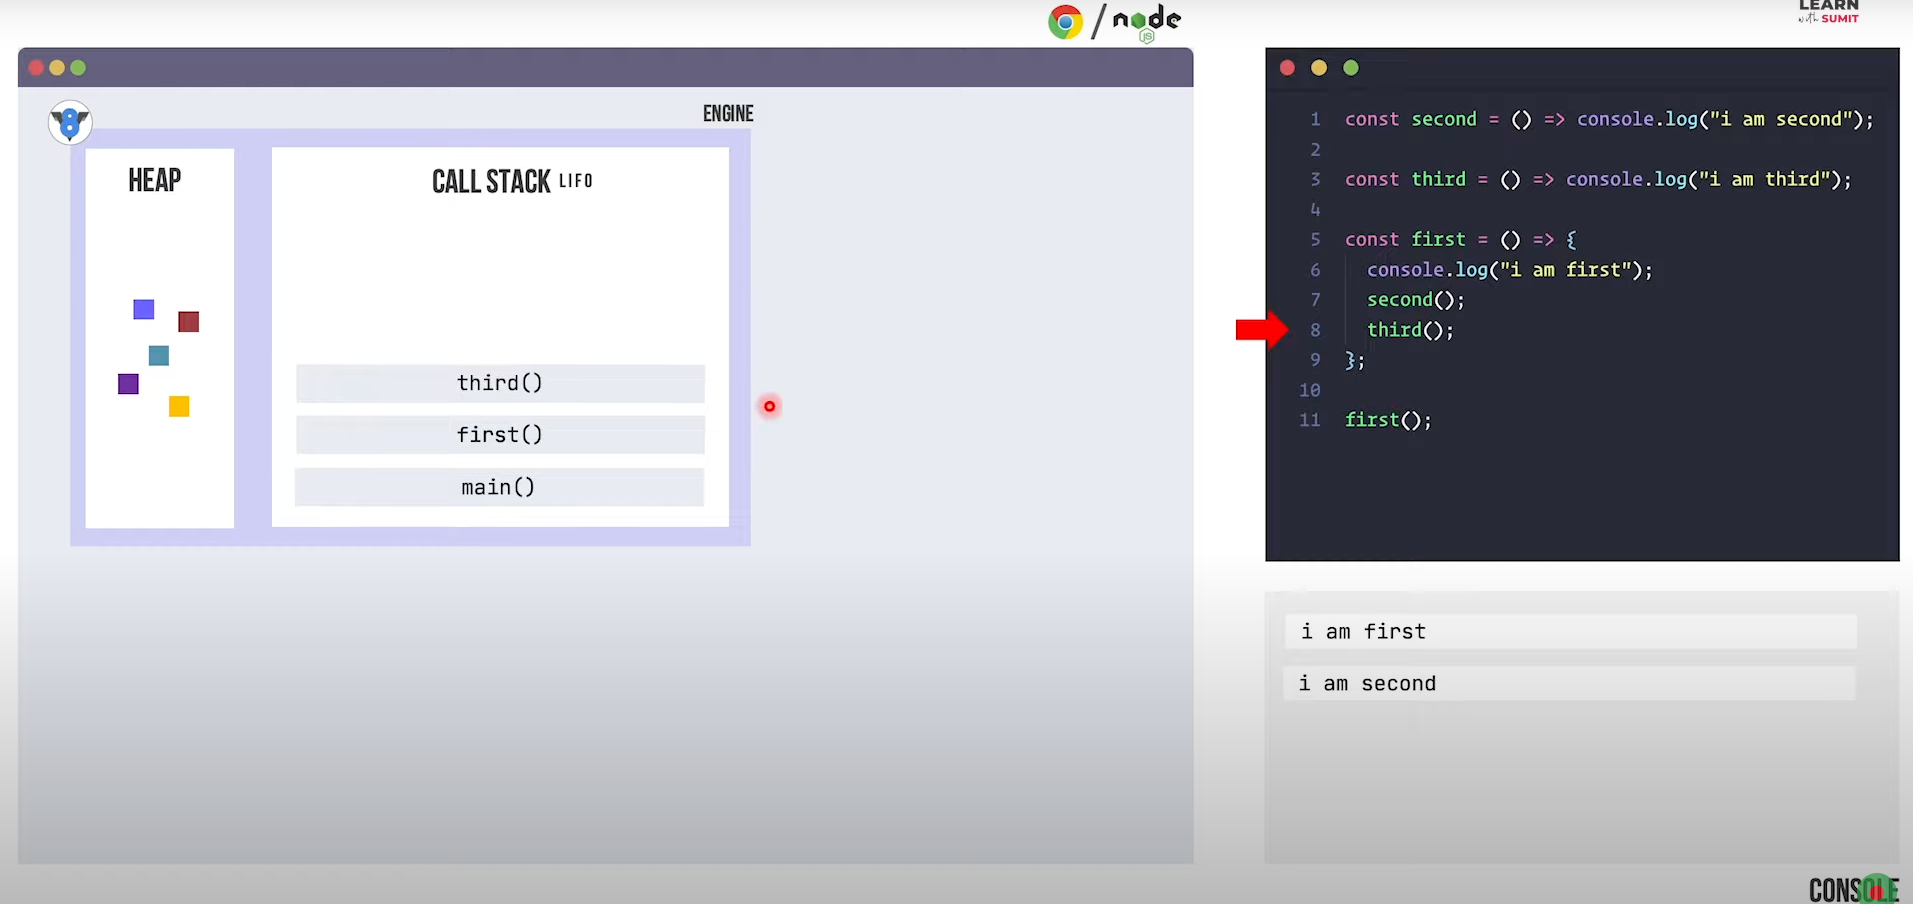 node
JS
LEARN
with SUMIT
ENGINE
8
HEAP
CALL STACK LIFO
third()
first()
main()
1 const second = () => console.log("i am second");
2
3 const third = () => console.log("i am third");
4
5 const first = () => {
6 console.log("i am first");
7 second();
8 third();
9 };
10
11 first();
i am first
i am second
CONSOLE